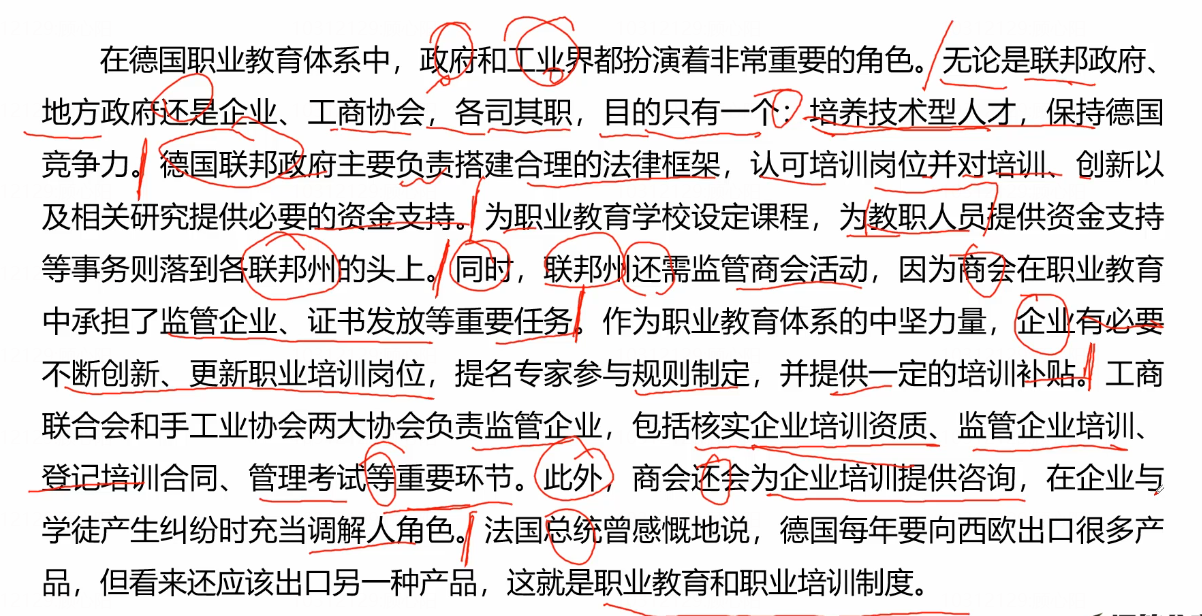 在德国职业教育体系中，政府和工业界都扮演着非常重要的角色。无论是联邦政府、
地方政府还是企业、工商协会，各司其职，目的只有一个：培养技术型人才，保持德国
竞争力。德国联邦政府主要负责搭建合理的法律框架，认可培训岗位并对培训、创新以
及相关研究提供必要的资金支持。为职业教育学校设定课程，为教职人员提供资金支持
等事务则落到各联邦州的头上。同时，联邦州还需监管商会活动，因为商会在职业教育
中承担了监管企业、证书发放等重要任务。作为职业教育体系的中坚力量，企业有必要
不断创新、更新职业培训岗位，提名专家参与规则制定，并提供一定的培训补贴。工商
联合会和手工业协会两大协会负责监管企业，包括核实企业培训资质、监管企业培训、
登记培训合同、管理考试等重要环节。此外，商会还会为企业培训提供咨询，在企业与
学徒产生纠纷时充当调解人角色。法国总统曾感慨地说，德国每年要向西欧出口很多产
品，但看来还应该出口另一种产品，这就是职业教育和职业培训制度。